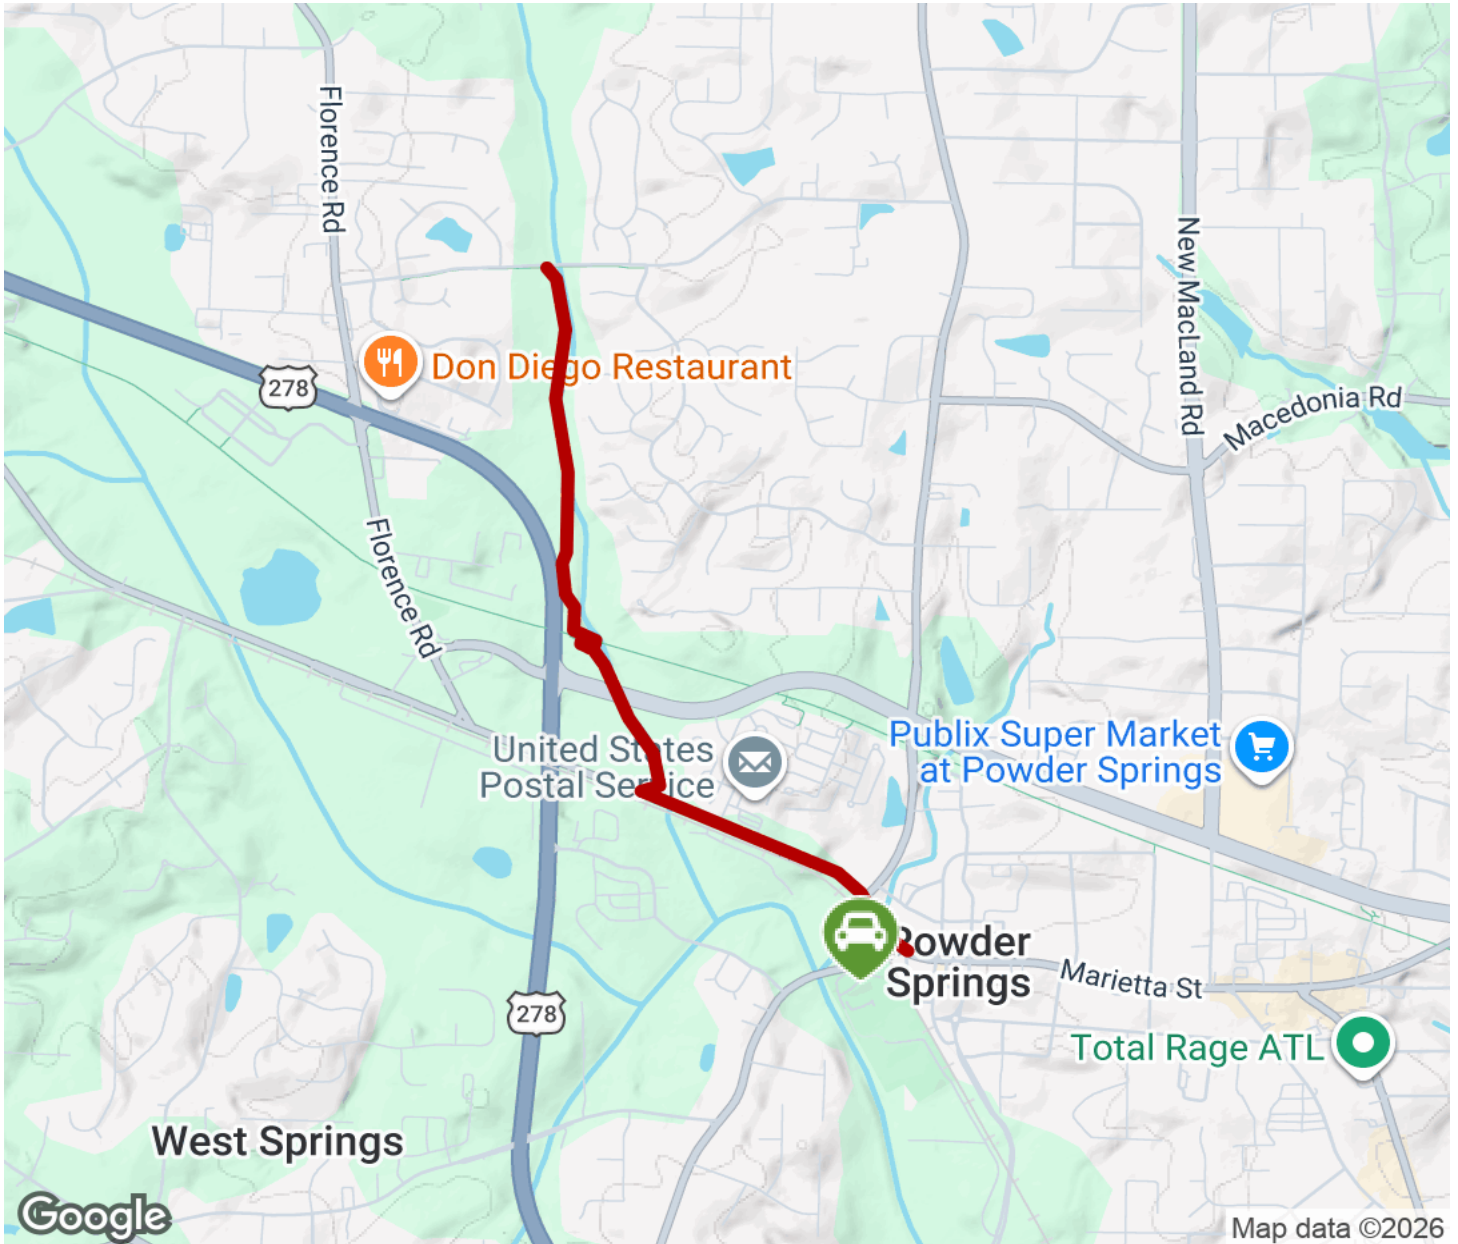 Florence Rd
New MacLand Rd
Don Diego Restaurant
278
Macedonia Rd
Florence Rd
United States
Postal Service
Publix Super Market
at Powder Springs
Powder
Springs
Marietta St
278
Total Rage ATL
West Springs
Google
Map data ©2026